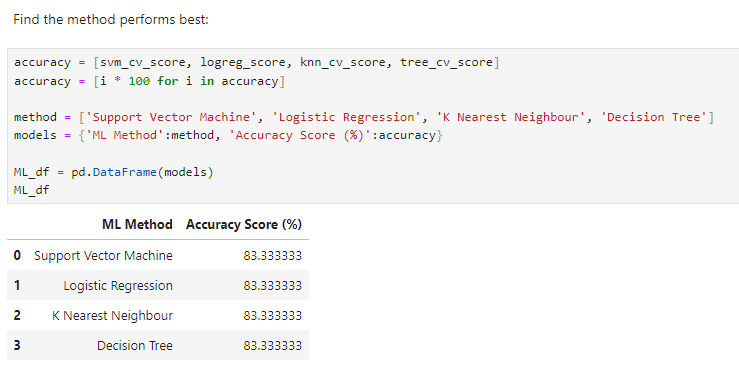 Find the method performs best:
accuracy = [svm_cv_score, logreg_score, knn_cv_score, tree_cv_score]
accuracy = [i * 100 for i in accuracy]
method = ['Support Vector Machine', 'Logistic Regression', 'K Nearest Neighbour', 'Decision Tree']
models = {'ML Method':method, 'Accuracy Score (%)':accuracy}
ML_df = pd.DataFrame(models)
ML_df
ML Method Accuracy Score (%)
0 Support Vector Machine 83.333333
1 Logistic Regression 83.333333
2 K Nearest Neighbour 83.333333
3 Decision Tree 83.333333